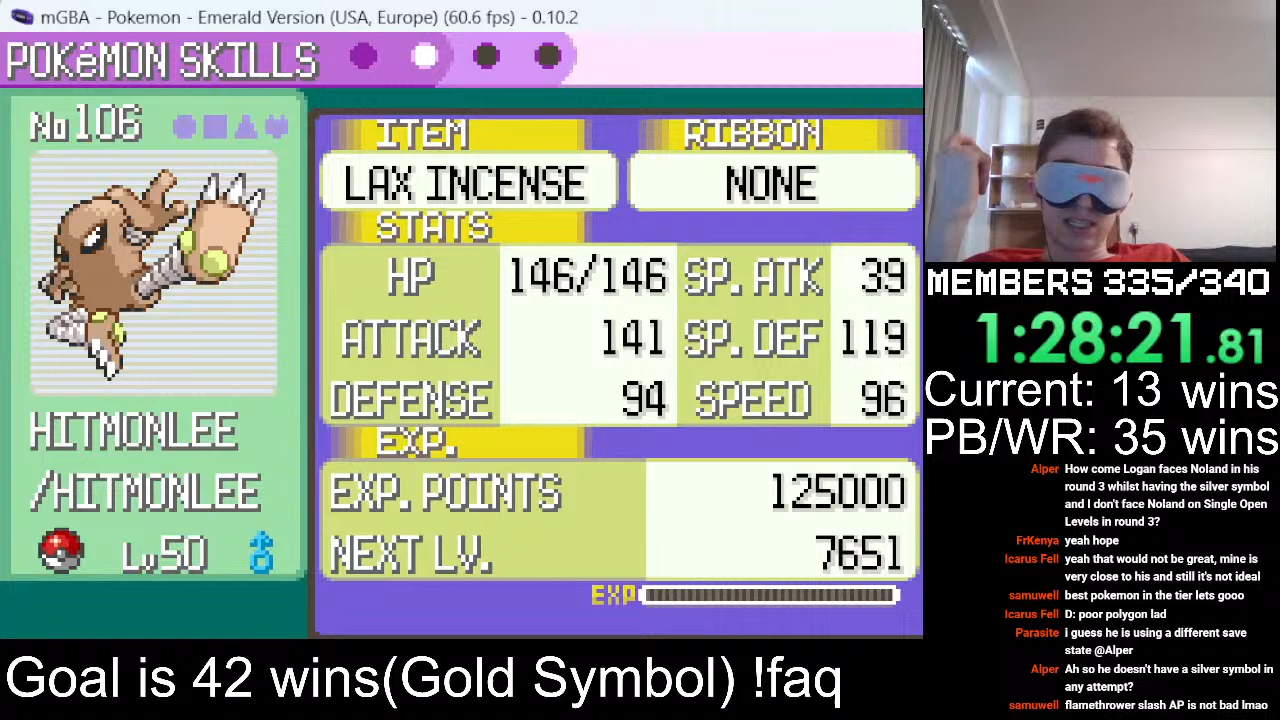 mGBA - Pokemon - Emerald Version (USA, Europe) (60.6 fps) - 0.10.2
POKéMON SKILLS
No106
ITEM RIBBON
LAX INCENSE NONE
STATS
HP 146/146 SP. ATK 39
ATTACK 141 SP. DEF 119
DEFENSE 94 SPEED 96
HITMONLEE
/HITMONLEE
Lv50 ♂
EXP.
EXP. POINTS 125000
NEXT LV. 7651
EXP
MEMBERS 335/340
1:28:21.81
Current: 13 wins
PB/WR: 35 wins
Alper How come Logan faces Noland in his
round 3 whilst having the silver symbol
and I don't face Noland on Single Open
Levels in round 3?
FrKenya yeah hope
Icarus Fell yeah that would not be great, mine is
very close to his and still it's not ideal
samuwell best pokemon in the tier lets gooo
Icarus Fell D: poor polygon lad
Parasite i guess he is using a different save
state @Alper
Alper Ah so he doesn't have a silver symbol in
any attempt?
samuwell flamethrower slash AP is not bad lmao
Goal is 42 wins(Gold Symbol) !faq